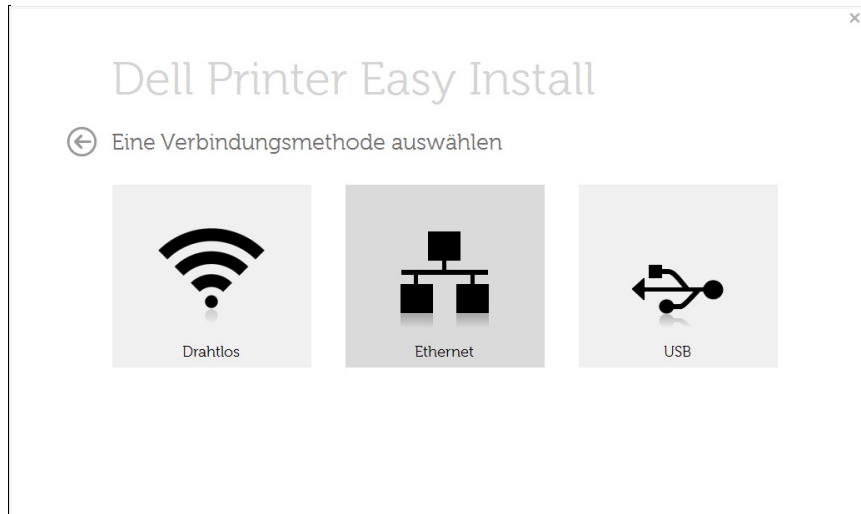 Dell Printer Easy Install
Eine Verbindungsmethode auswählen
Drahtlos
Ethernet
USB